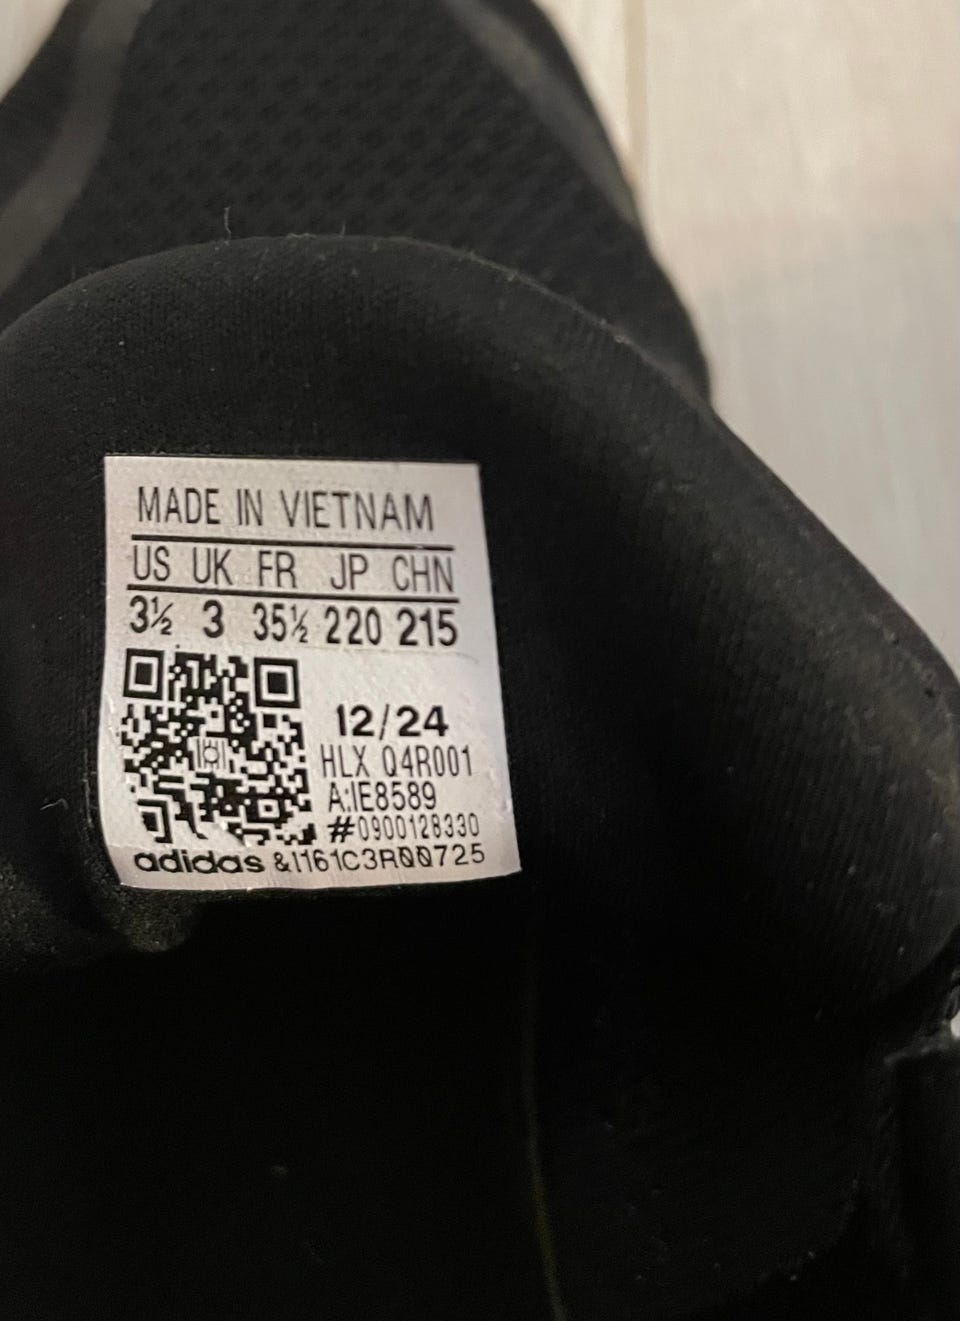 MADE IN VIETNAM
US UK FR JP CHN
3½ 3 35½ 220 215
12/24
HLX Q4R001
A:IE8589
#0900128330
adidas &I161C3R00725